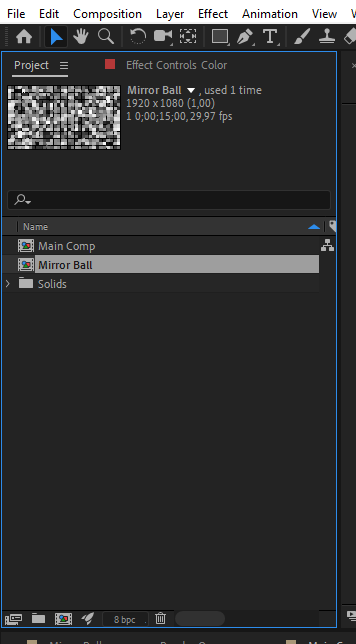 File Edit Composition Layer Effect Animation View
Project Effect Controls Color
Mirror Ball , used 1 time
1920 x 1080 (1,00)
1 0;00;15;00, 29,97 fps
Name
Main Comp
Mirror Ball
Solids
8 bpc